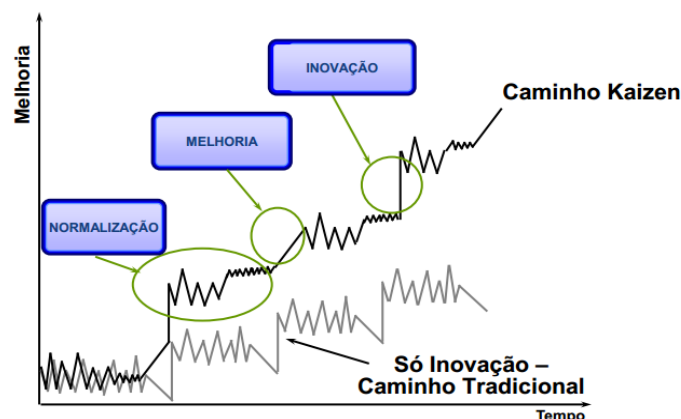 Melhoria
INOVAÇÃO
Caminho Kaizen
MELHORIA
NORMALIZAÇÃO
Só Inovação –
Caminho Tradicional
Tempo